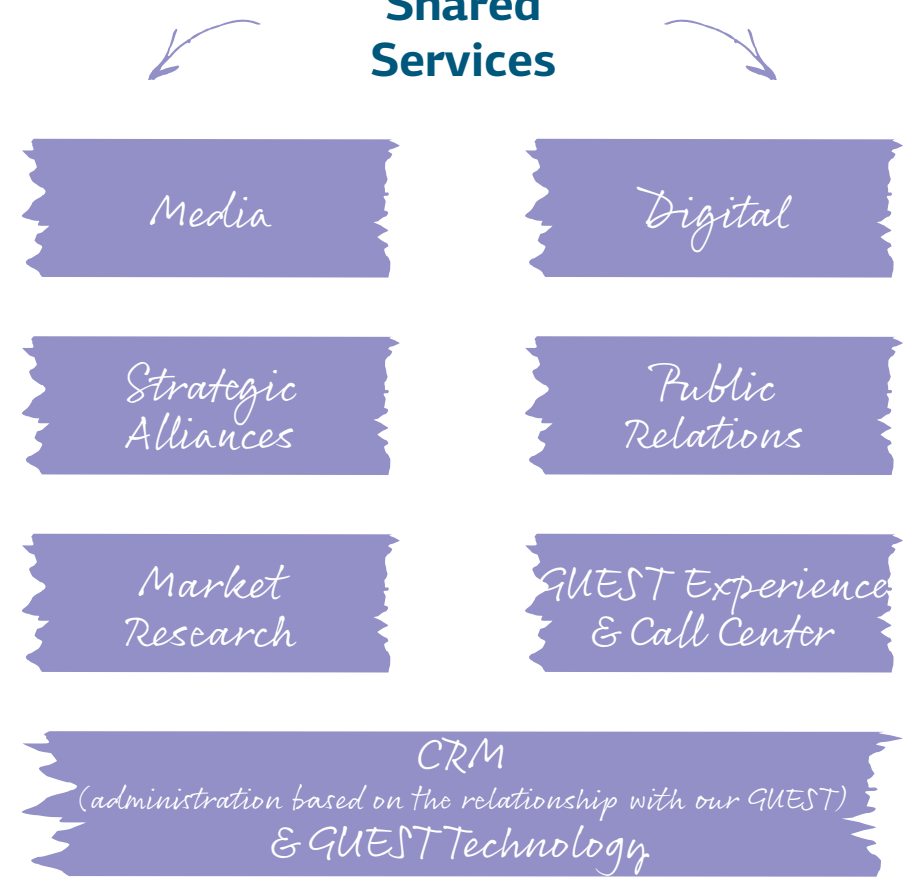 Shared
Services
Media
Digital
Strategic
Alliances
Public
Relations
Market
Research
GUEST Experience
& Call Center
CRM
(administration based on the relationship with our GUEST)
& GUEST Technology